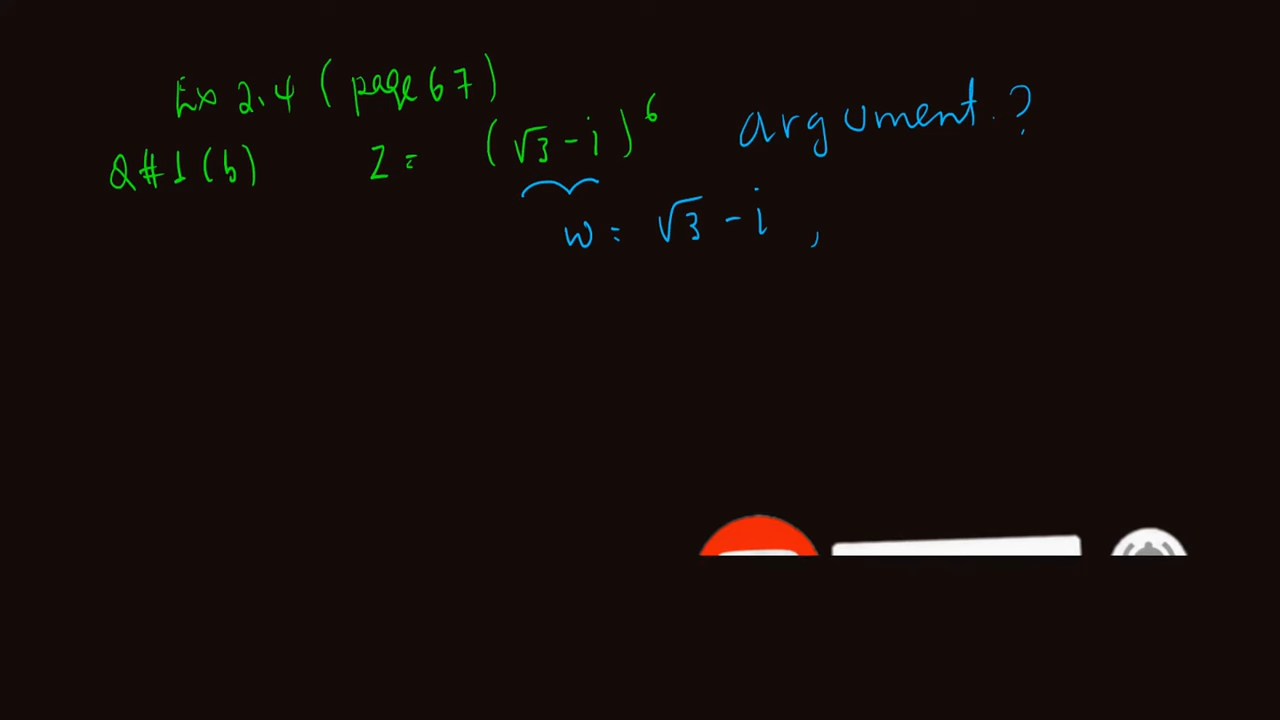 Ex 2.4 (page 67)
Q#1(b) z = (√3 - i)^6 argument.?
w = √3 - i ,